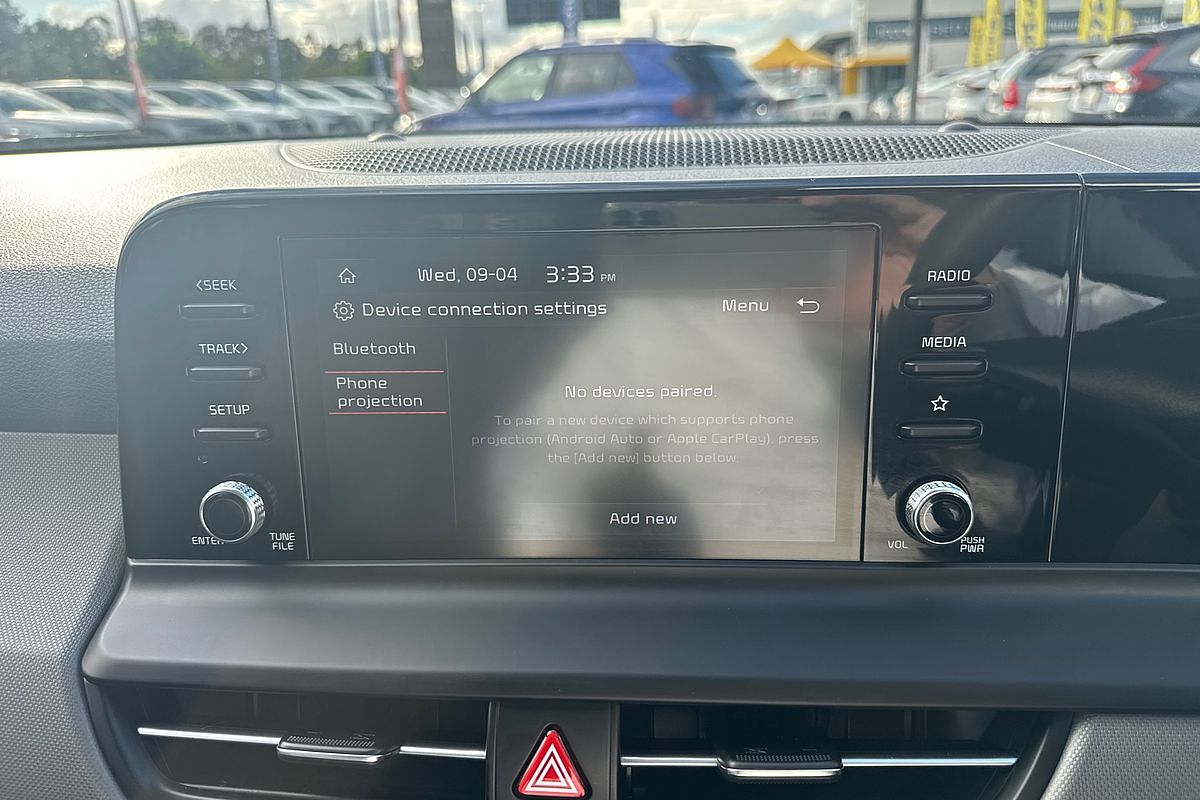 Wed, 09-04 3:33 PM
Device connection settings Menu
Bluetooth
Phone
projection
No devices paired.
To pair a new device which supports phone
projection (Android Auto or Apple CarPlay), press
the [Add new] button below.
Add new
<SEEK
TRACK>
SETUP
ENTER
TUNE
FILE
RADIO
MEDIA
VOL
PUSH
PWR